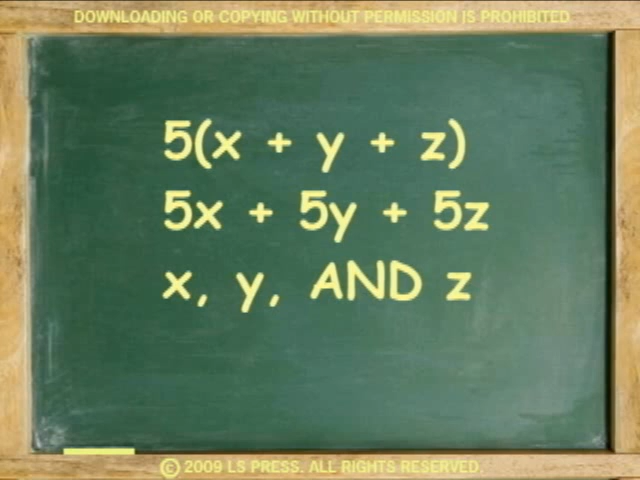 DOWNLOADING OR COPYING WITHOUT PERMISSION IS PROHIBITED
5(x + y + z)
5x + 5y + 5z
x, y, AND z
© 2009 LS PRESS. ALL RIGHTS RESERVED.